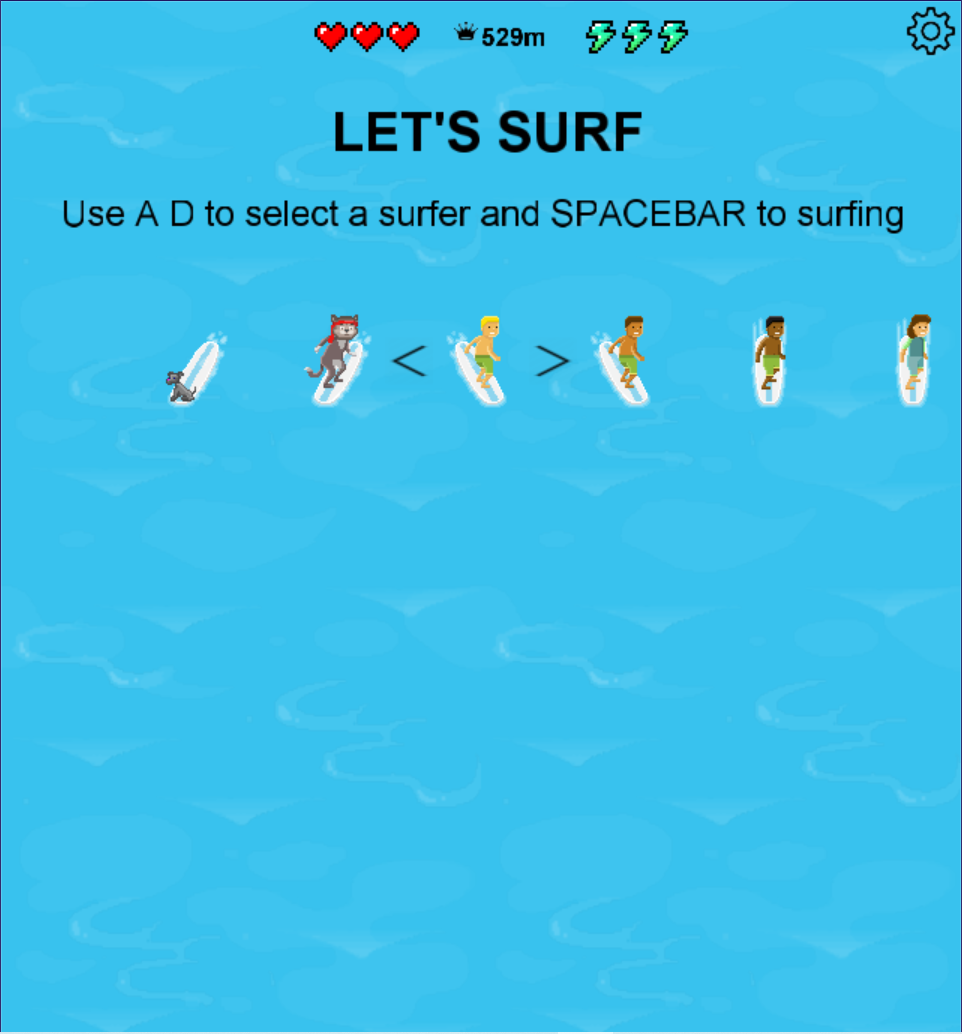 529m
LET'S SURF
Use A D to select a surfer and SPACEBAR to surfing
< >